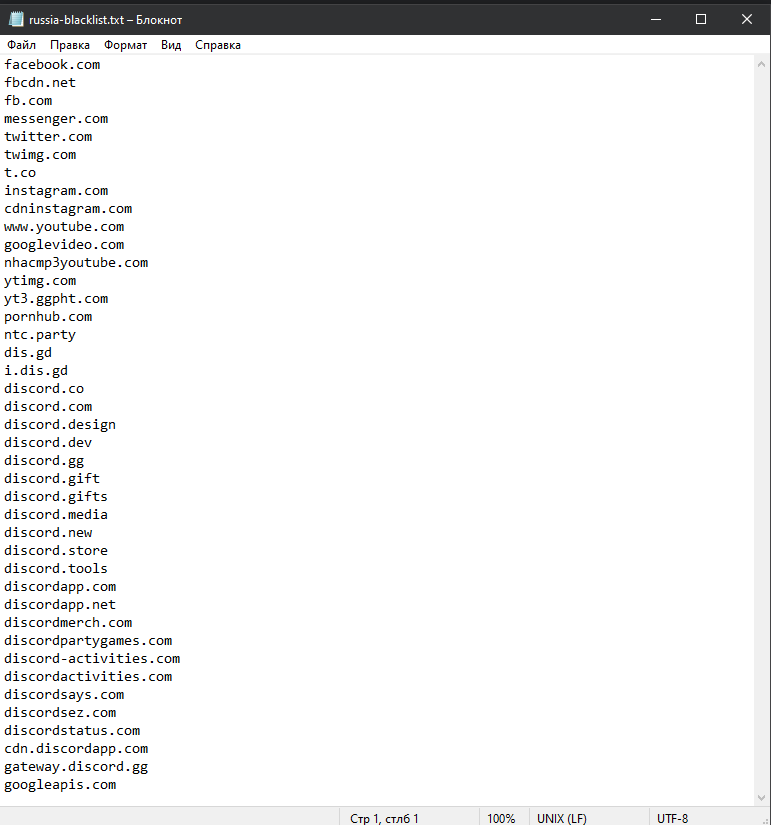 russia-blacklist.txt – Блокнот
Файл Правка Формат Вид Справка
facebook.com
fbcdn.net
fb.com
messenger.com
twitter.com
twimg.com
t.co
instagram.com
cdninstagram.com
www.youtube.com
googlevideo.com
nhacmp3youtube.com
ytimg.com
yt3.ggpht.com
pornhub.com
ntc.party
dis.gd
i.dis.gd
discord.co
discord.com
discord.design
discord.dev
discord.gg
discord.gift
discord.gifts
discord.media
discord.new
discord.store
discord.tools
discordapp.com
discordapp.net
discordmerch.com
discordpartygames.com
discord-activities.com
discordactivities.com
discordsays.com
discordsez.com
discordstatus.com
cdn.discordapp.com
gateway.discord.gg
googleapis.com
Стр 1, стлб 1 100% UNIX (LF) UTF-8